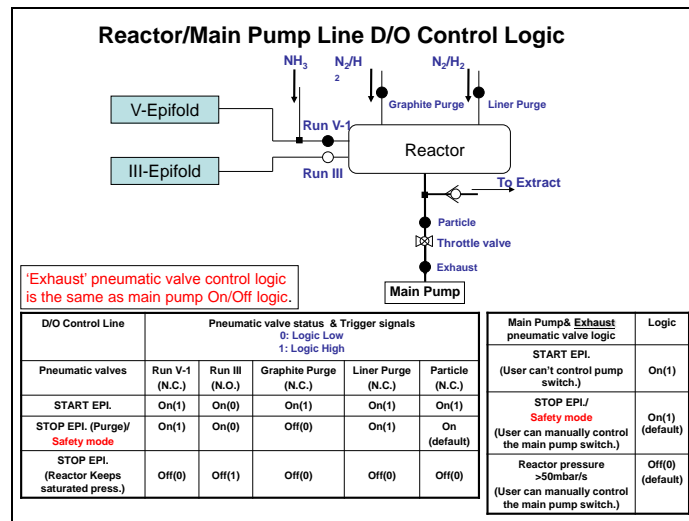 Reactor/Main Pump Line D/O Control Logic
NH3
N2/H
2
N2/H2
Graphite Purge
Liner Purge
V-Epifold
Run V-1
Reactor
III-Epifold
Run III
To Extract
Particle
Throttle valve
Exhaust
Main Pump
'Exhaust' pneumatic valve control logic
is the same as main pump On/Off logic.
D/O Control Line
Pneumatic valve status & Trigger signals
0: Logic Low
1: Logic High
Pneumatic valves
Run V-1
(N.C.)
Run III
(N.O.)
Graphite Purge
(N.C.)
Liner Purge
(N.C.)
Particle
(N.C.)
START EPI.
On(1)
On(0)
On(1)
On(1)
On(1)
STOP EPI. (Purge)/
Safety mode
On(1)
On(0)
Off(0)
On(1)
On
(default)
STOP EPI.
(Reactor Keeps
saturated press.)
Off(0)
Off(1)
Off(0)
Off(0)
Off(0)
Main Pump& Exhaust
pneumatic valve logic
Logic
START EPI.
(User can't control pump
switch.)
On(1)
STOP EPI./
Safety mode
(User can manually control
the main pump switch.)
On(1)
(default)
Reactor pressure
>50mbar/s
(User can manually control
the main pump switch.)
Off(0)
(default)